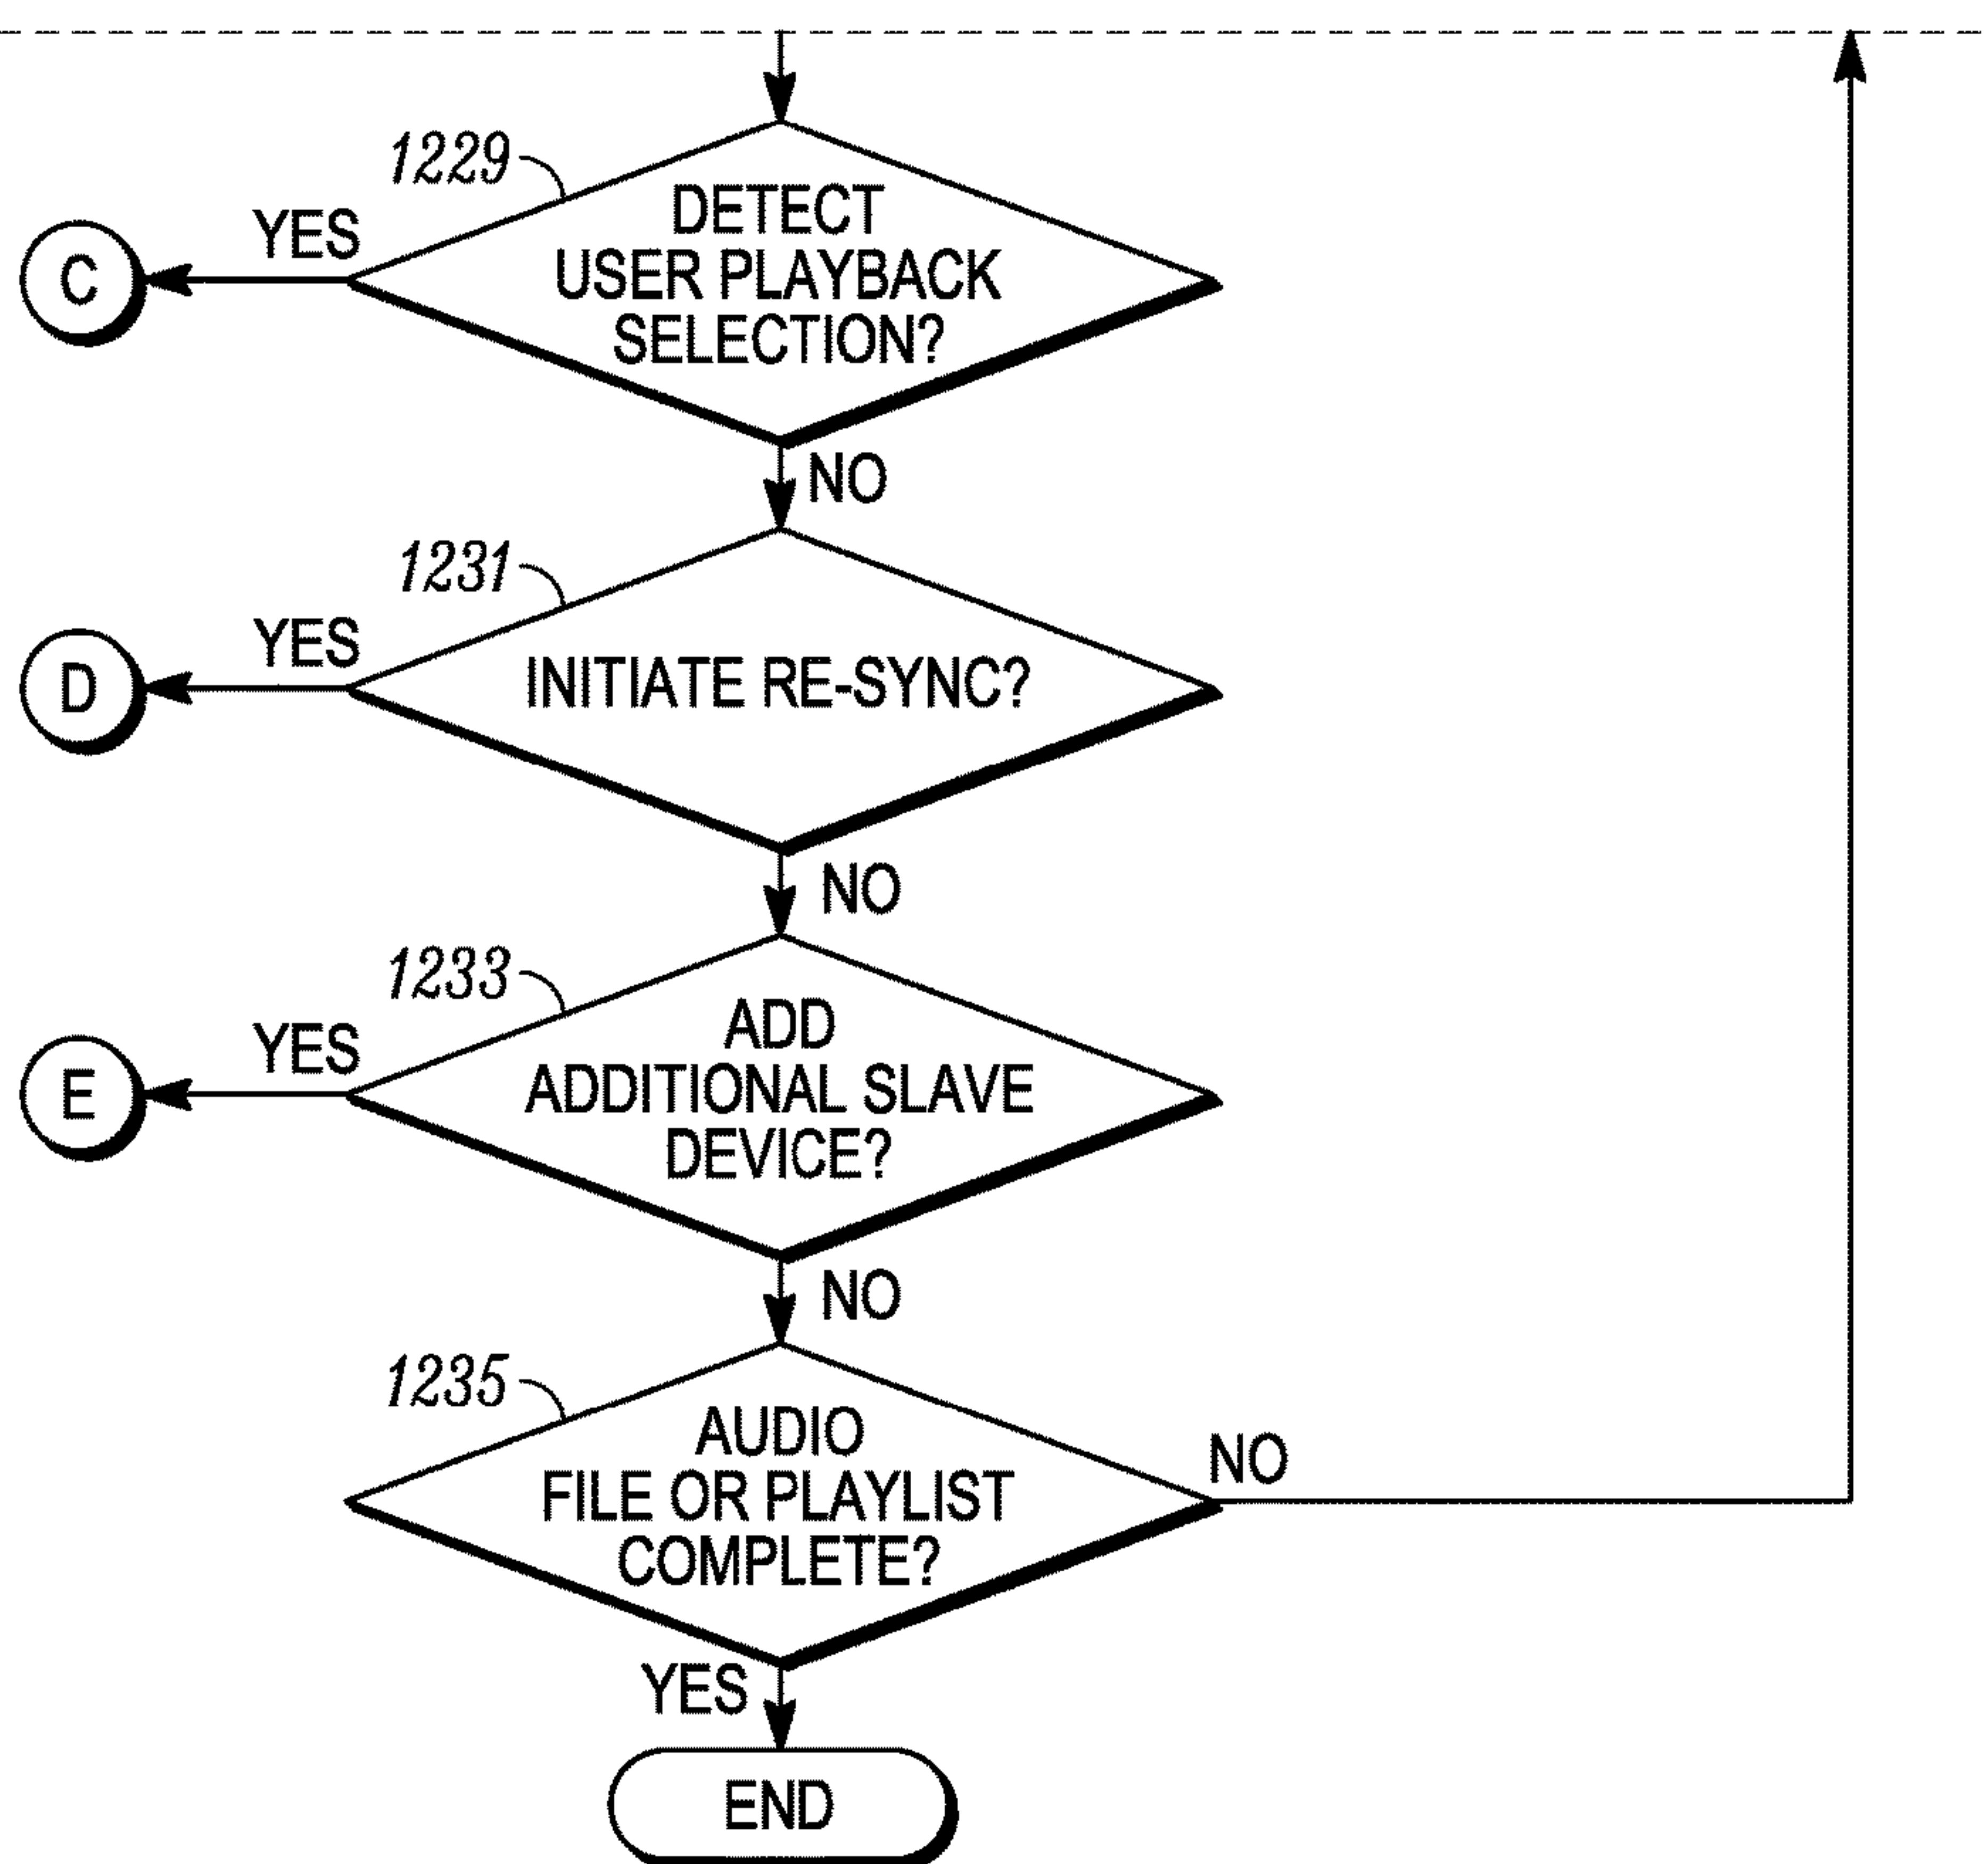 1229
DETECT
USER PLAYBACK
SELECTION?
YES
C
NO
1231
INITIATE RE-SYNC?
YES
D
NO
1233
ADD
ADDITIONAL SLAVE
DEVICE?
YES
E
NO
1235
AUDIO
FILE OR PLAYLIST
COMPLETE?
NO
YES
END